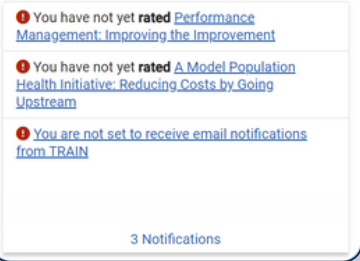 You have not yet rated Performance
Management: Improving the Improvement
You have not yet rated A Model Population
Health Initiative: Reducing Costs by Going
Upstream
You are not set to receive email notifications
from TRAIN
3 Notifications